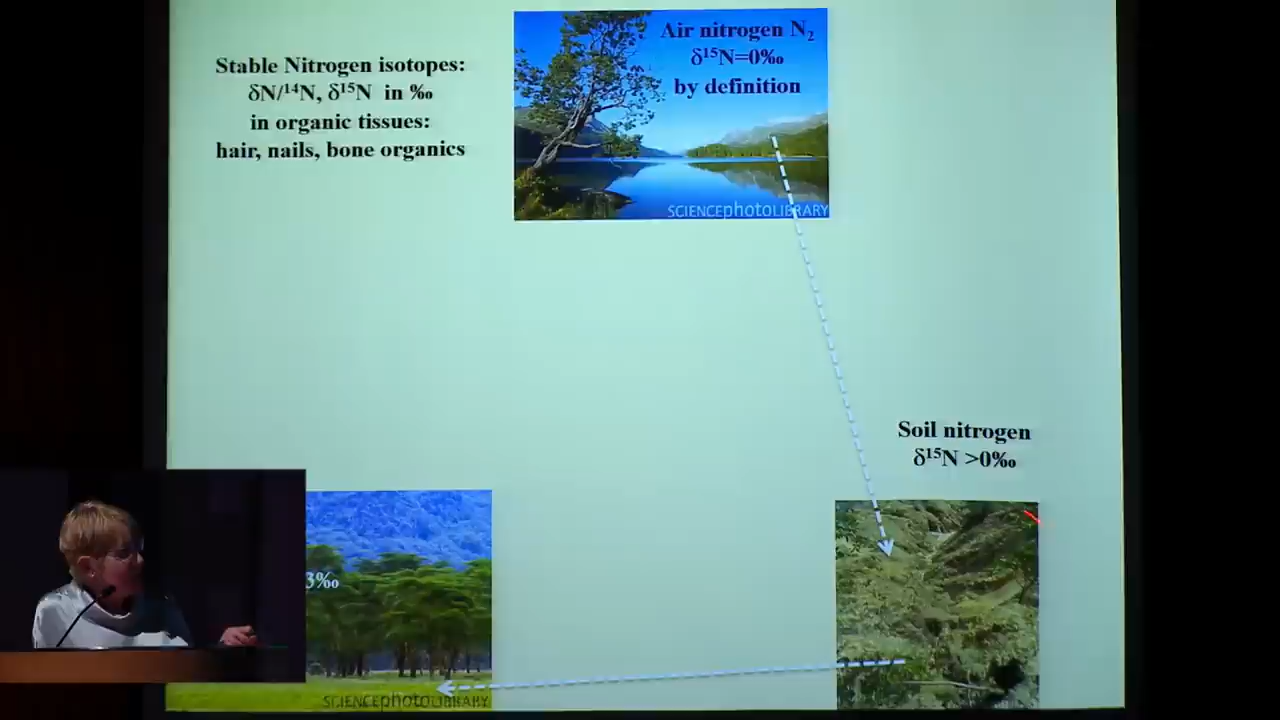 Stable Nitrogen isotopes:
δN/¹⁴N, δ¹⁵N in ‰
in organic tissues:
hair, nails, bone organics
Air nitrogen N₂
δ¹⁵N=0‰
by definition
SCIENCEphotoLIBRARY
Soil nitrogen
δ¹⁵N >0‰
3‰
SCIENCEphotoLIBRARY